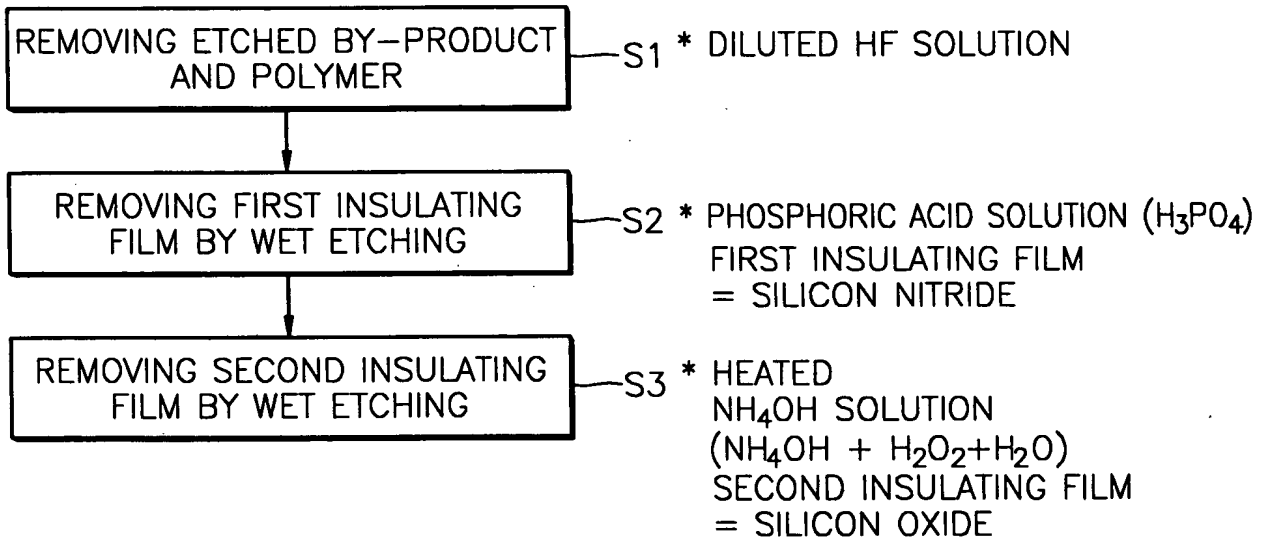 REMOVING ETCHED BY-PRODUCT
AND POLYMER
S1 * DILUTED HF SOLUTION
REMOVING FIRST INSULATING
FILM BY WET ETCHING
S2 * PHOSPHORIC ACID SOLUTION (H₃PO₄)
FIRST INSULATING FILM
= SILICON NITRIDE
REMOVING SECOND INSULATING
FILM BY WET ETCHING
S3 * HEATED
NH₄OH SOLUTION
(NH₄OH + H₂O₂+H₂O)
SECOND INSULATING FILM
= SILICON OXIDE